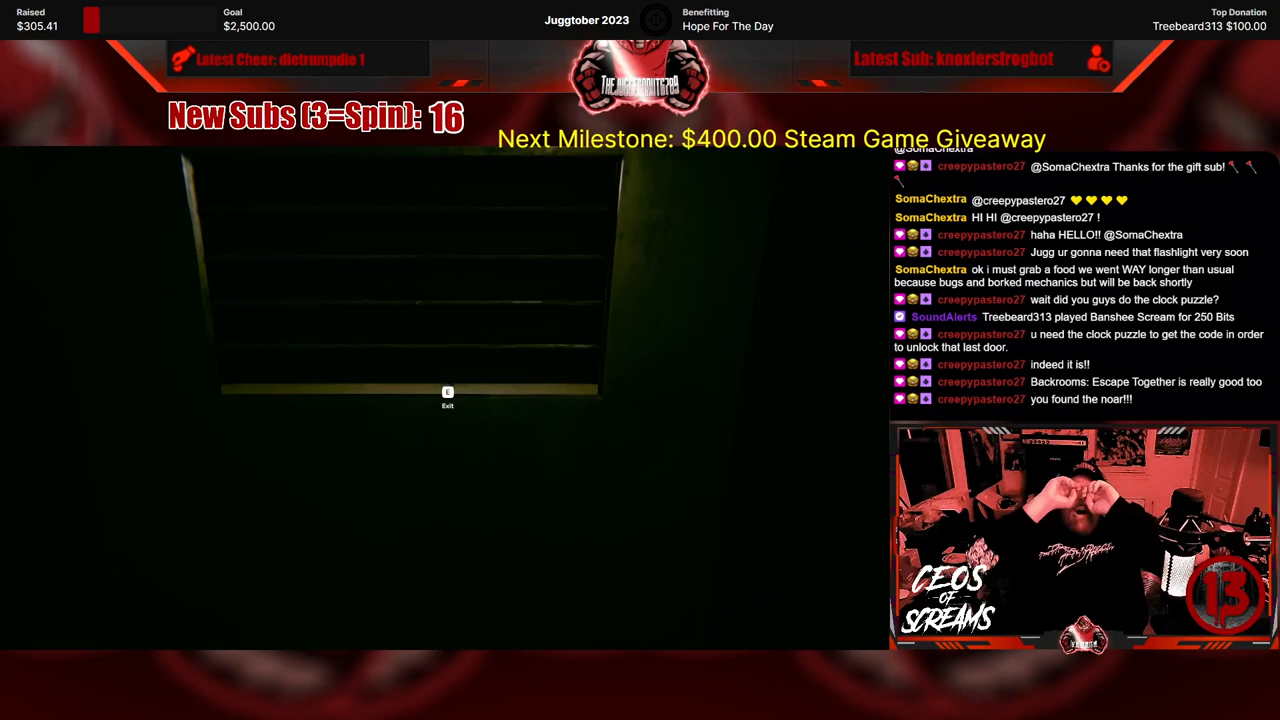 Raised
$305.41
Goal
$2,500.00
Juggtober 2023
Benefitting
Hope For The Day
Top Donation
Treebeard313 $100.00
Latest Cheer: dietrumpdie 1
THEJUGGERNAUT6789
Latest Sub: knoxlersfrogbot
New Subs (3=Spin): 16
Next Milestone: $400.00 Steam Game Giveaway
@SomaChextra
creepypastero27 @SomaChextra Thanks for the gift sub!
SomaChextra @creepypastero27
SomaChextra HI HI @creepypastero27 !
creepypastero27 haha HELLO!! @SomaChextra
creepypastero27 Jugg ur gonna need that flashlight very soon
SomaChextra ok i must grab a food we went WAY longer than usual
because bugs and borked mechanics but will be back shortly
creepypastero27 wait did you guys do the clock puzzle?
SoundAlerts Treebeard313 played Banshee Scream for 250 Bits
creepypastero27 u need the clock puzzle to get the code in order
to unlock that last door.
creepypastero27 indeed it is!!
creepypastero27 Backrooms: Escape Together is really good too
creepypastero27 you found the noar!!!
E
Exit
CEOS
OF
SCREAMS
13